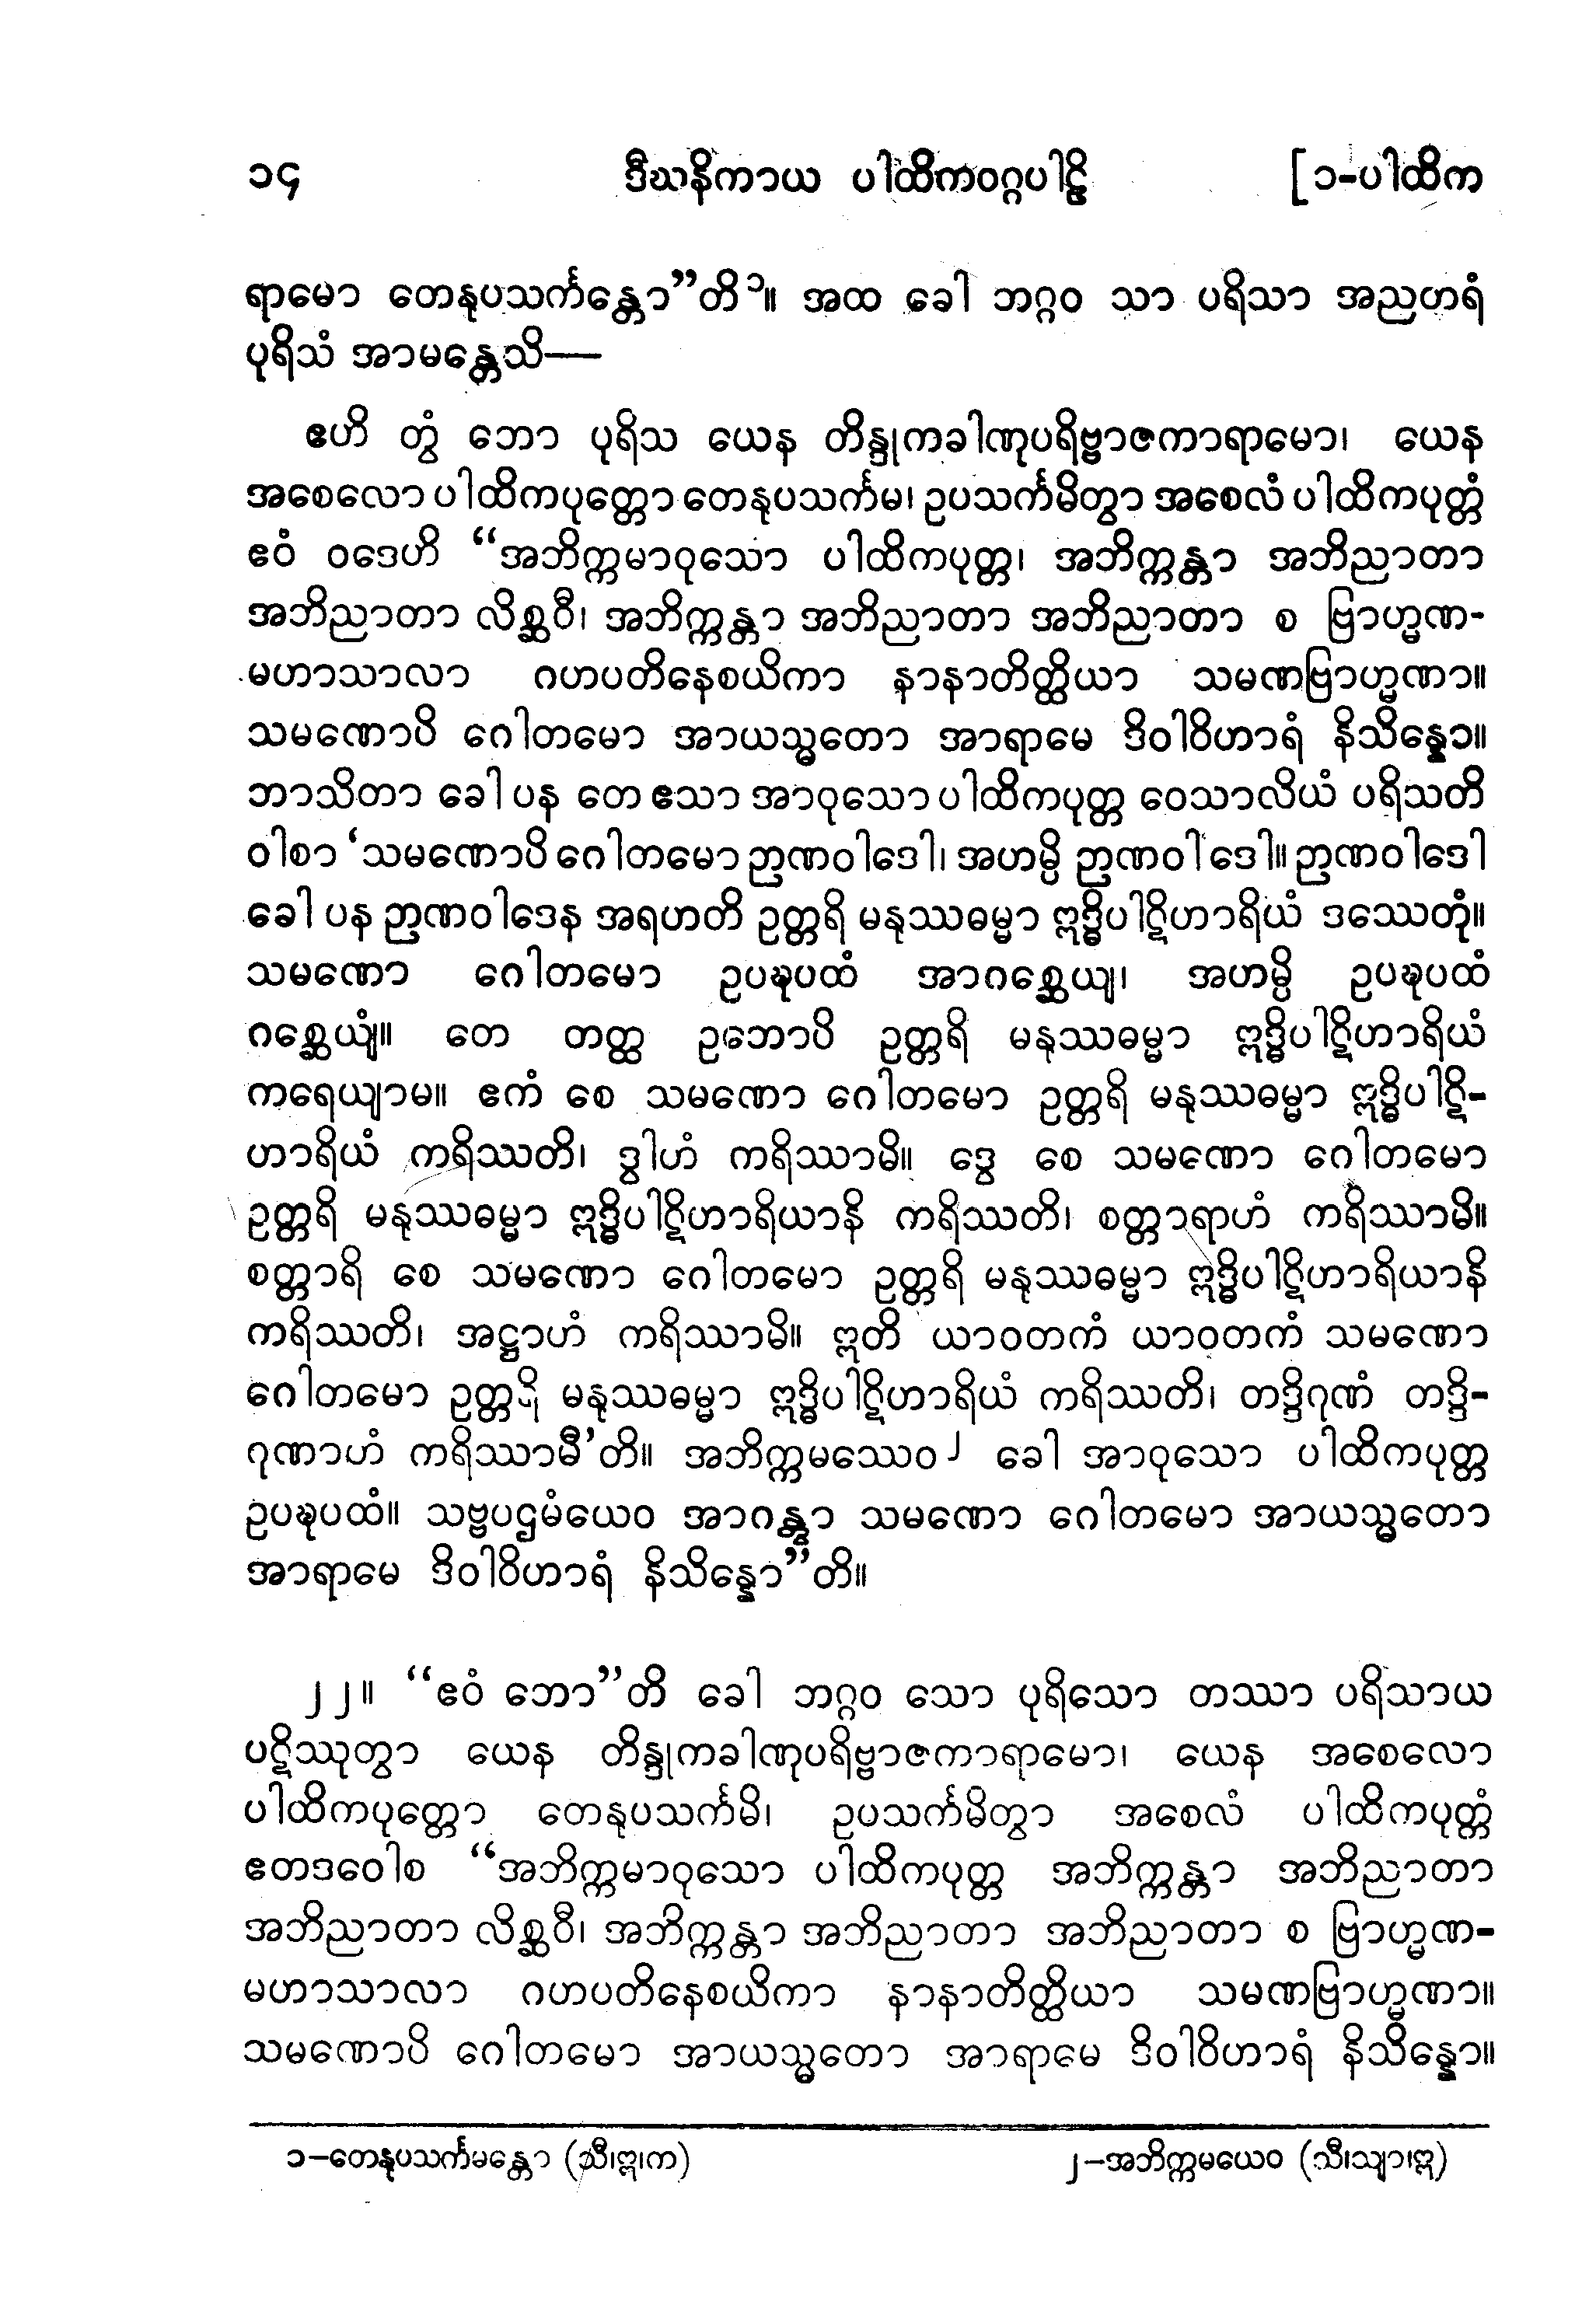 ၁၄ ဒီဃနိကာယ ပါထိကဝဂ္ဂပါဠိ [၁-ပါထိက
ရာမော တေနုပသင်္ကန္တော”တိ၁။ အထ ခေါ ဘဂ္ဂဝ သာ ပရိသာ အညတရံ
ပုရိသံ အာမန္တေသိ—
ဧဟိ တွံ ဘော ပုရိသ ယေန တိန္ဒုကခါဏုပရိဗ္ဗာဇကာရာမော၊ ယေန
အစေလော ပါထိကပုတ္တော တေနုပသင်္ကမ၊ ဥပသင်္ကမိတွာ အစေလံ ပါထိကပုတ္တံ
ဧဝံ ဝဒေဟိ “အဘိက္ကမာဝုသော ပါထိကပုတ္တ၊ အဘိက္ကန္တာ အဘိညာတာ
အဘိညာတာ လိစ္ဆဝီ၊ အဘိက္ကန္တာ အဘိညာတာ အဘိညာတာ စ ဗြာဟ္မဏ-
မဟာသာလာ ဂဟပတိနေစယိကာ နာနာတိတ္ထိယာ သမဏဗြာဟ္မဏာ။
သမဏောပိ ဂေါတမော အာယသ္မတော အာရာမေ ဒိဝါဝိဟာရံ နိသိန္နော။
ဘာသိတာ ခေါ ပန တေ ဧသာ အာဝုသော ပါထိကပုတ္တ ဝေသာလိယံ ပရိသတိ
ဝါစာ ‘သမဏောပိ ဂေါတမော ဉာဏဝါဒေါ၊ အဟမ္ပိ ဉာဏဝါဒေါ။ ဉာဏဝါဒေါ
ခေါ ပန ဉာဏဝါဒေန အရဟတိ ဥတ္တရိ မနုဿဓမ္မာ ဣဒ္ဓိပါဋိဟာရိယံ ဒဿေတုံ။
သမဏော ဂေါတမော ဥပဍ္ဎပထံ အာဂစ္ဆေယျ၊ အဟမ္ပိ ဥပဍ္ဎပထံ
ဂစ္ဆေယျံ။ တေ တတ္ထ ဥဘောပိ ဥတ္တရိ မနုဿဓမ္မာ ဣဒ္ဓိပါဋိဟာရိယံ
ကရေယျာမ။ ဧကံ စေ သမဏော ဂေါတမော ဥတ္တရိ မနုဿဓမ္မာ ဣဒ္ဓိပါဋိ-
ဟာရိယံ ကရိဿတိ၊ ဒွါဟံ ကရိဿာမိ။ ဒွေ စေ သမဏော ဂေါတမော
ဥတ္တရိ မနုဿဓမ္မာ ဣဒ္ဓိပါဋိဟာရိယာနိ ကရိဿတိ၊ စတ္တာရာဟံ ကရိဿာမိ။
စတ္တာရိ စေ သမဏော ဂေါတမော ဥတ္တရိ မနုဿဓမ္မာ ဣဒ္ဓိပါဋိဟာရိယာနိ
ကရိဿတိ၊ အဋ္ဌာဟံ ကရိဿာမိ။ ဣတိ ယာဝတကံ ယာဝတကံ သမဏော
ဂေါတမော ဥတ္တရိ မနုဿဓမ္မာ ဣဒ္ဓိပါဋိဟာရိယံ ကရိဿတိ၊ တဒ္ဒိဂုဏံ တဒ္ဒိ-
ဂုဏာဟံ ကရိဿာမီ’တိ။ အဘိက္ကမဿေဝ၂ ခေါ အာဝုသော ပါထိကပုတ္တ
ဥပဍ္ဎပထံ။ သဗ္ဗပဌမံယေဝ အာဂန္တွာ သမဏော ဂေါတမော အာယသ္မတော
အာရာမေ ဒိဝါဝိဟာရံ နိသိန္နော”တိ။
၂၂။ “ဧဝံ ဘော”တိ ခေါ ဘဂ္ဂဝ သော ပုရိသော တဿာ ပရိသာယ
ပဋိဿုတွာ ယေန တိန္ဒုကခါဏုပရိဗ္ဗာဇကာရာမော၊ ယေန အစေလော
ပါထိကပုတ္တော တေနုပသင်္ကမိ၊ ဥပသင်္ကမိတွာ အစေလံ ပါထိကပုတ္တံ
ဧတဒဝေါစ “အဘိက္ကမာဝုသော ပါထိကပုတ္တ အဘိက္ကန္တာ အဘိညာတာ
အဘိညာတာ လိစ္ဆဝီ၊ အဘိက္ကန္တာ အဘိညာတာ အဘိညာတာ စ ဗြာဟ္မဏ-
မဟာသာလာ ဂဟပတိနေစယိကာ နာနာတိတ္ထိယာ သမဏဗြာဟ္မဏာ။
သမဏောပိ ဂေါတမော အာယသ္မတော အာရာမေ ဒိဝါဝိဟာရံ နိသိန္နော။
၁-တေနုပသင်္ကမန္တော (သီ၊ဣ၊က) ၂-အဘိက္ကမယေဝ (သီ၊သျာ၊ဣ)